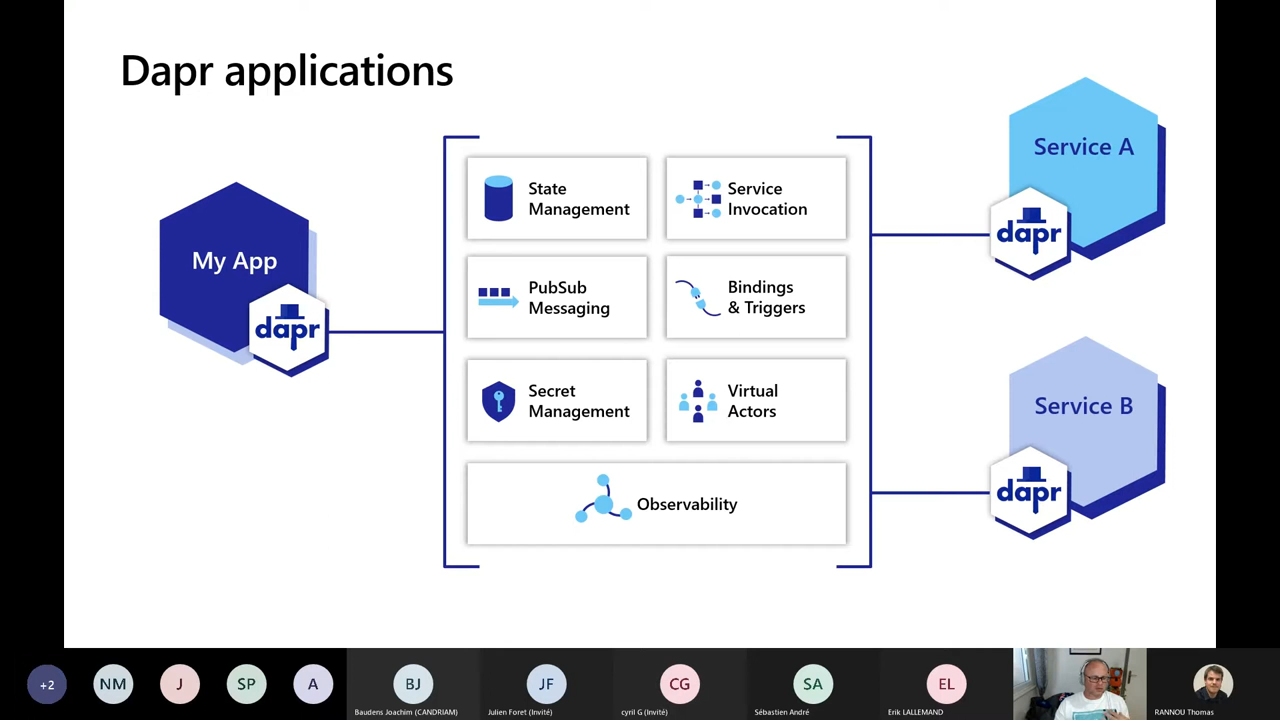 Dapr applications
My App
dapr
State
Management
Service
Invocation
PubSub
Messaging
Bindings
& Triggers
Secret
Management
Virtual
Actors
Observability
Service A
dapr
Service B
dapr
+2
NM
J
SP
A
BJ
Baudens Joachim (CANDRIAM)
JF
Julien Foret (Invité)
CG
cyril G (Invité)
SA
Sébastien André
EL
Erik LALLEMAND
RANNOU Thomas